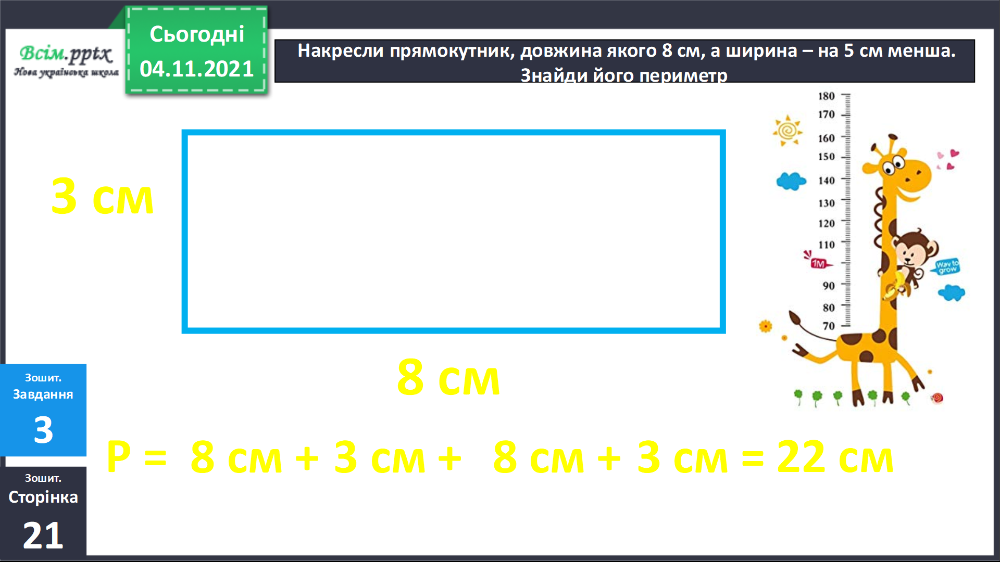 Всім.pptx
Нова українська школа
Сьогодні
04.11.2021
Накресли прямокутник, довжина якого 8 см, а ширина – на 5 см менша.
Знайди його периметр
3 см
8 см
Р = 8 см + 3 см + 8 см + 3 см = 22 см
180
170
160
150
140
130
120
110
1M
90
80
70
Way to
grow
Зошит.
Завдання
3
Зошит.
Сторінка
21